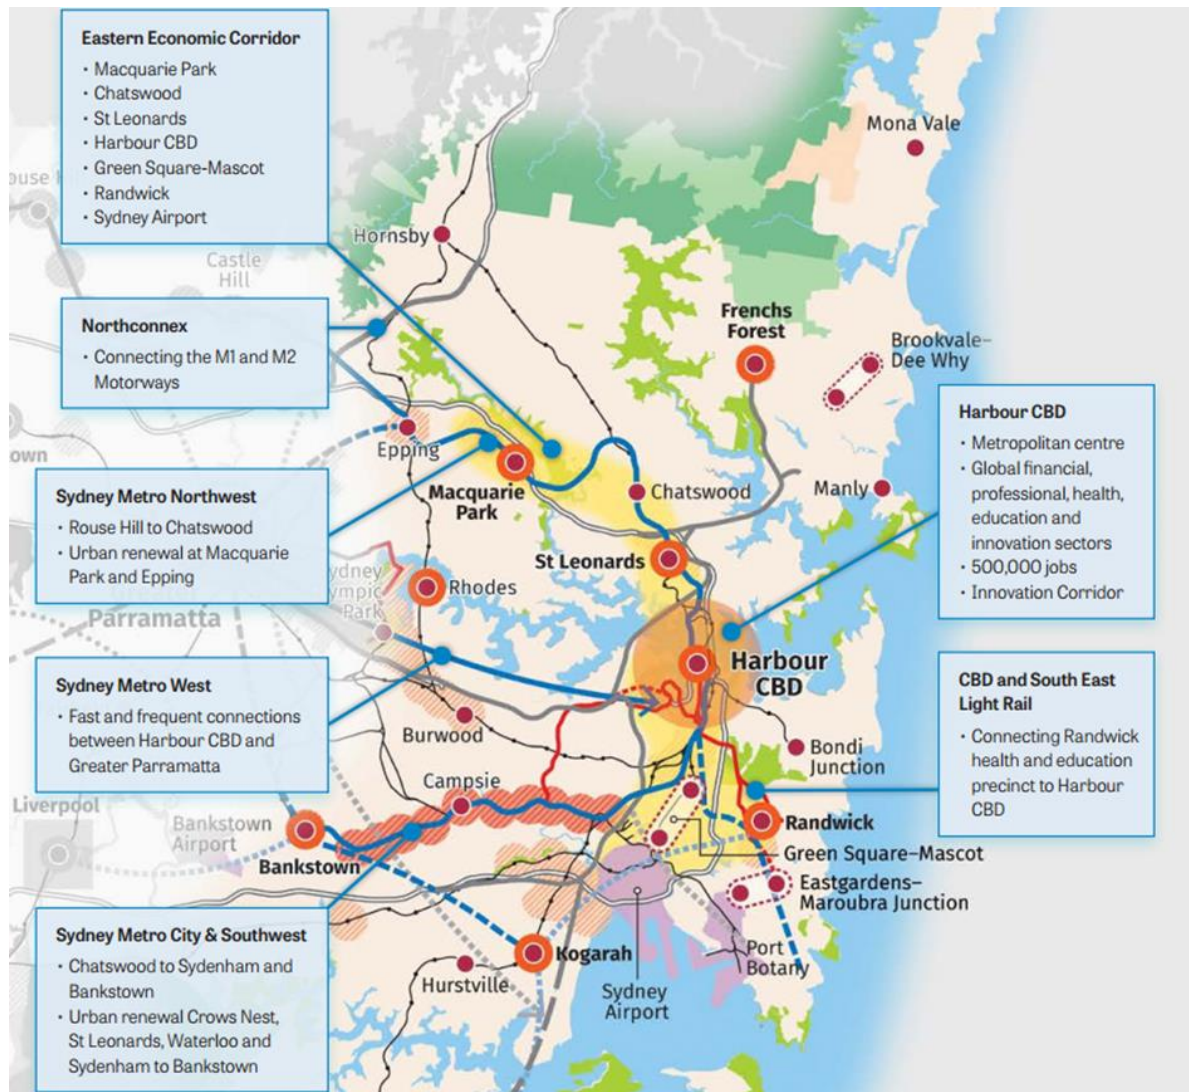 Eastern Economic Corridor
· Macquarie Park
· Chatswood
· St Leonards
· Harbour CBD
· Green Square-Mascot
· Randwick
· Sydney Airport
Northconnex
· Connecting the M1 and M2
Motorways
Sydney Metro Northwest
· Rouse Hill to Chatswood
· Urban renewal at Macquarie
Park and Epping
Sydney Metro West
· Fast and frequent connections
between Harbour CBD and
Greater Parramatta
Sydney Metro City & Southwest
· Chatswood to Sydenham and
Bankstown
· Urban renewal Crows Nest,
St Leonards, Waterloo and
Sydenham to Bankstown
Castle
Hill
Hornsby
Mona Vale
Frenchs
Forest
Brookvale–
Dee Why
Epping
Macquarie
Park
Chatswood
Manly
St Leonards
Rhodes
Park
Parramatta
Harbour
CBD
Burwood
Bondi
Junction
Campsie
Liverpool
Bankstown
Airport
Bankstown
Randwick
Green Square–Mascot
Eastgardens–
Maroubra Junction
Kogarah
Hurstville
Sydney
Airport
Port
Botany
Harbour CBD
· Metropolitan centre
· Global financial,
professional, health,
education and
innovation sectors
· 500,000 jobs
· Innovation Corridor
CBD and South East
Light Rail
· Connecting Randwick
health and education
precinct to Harbour
CBD